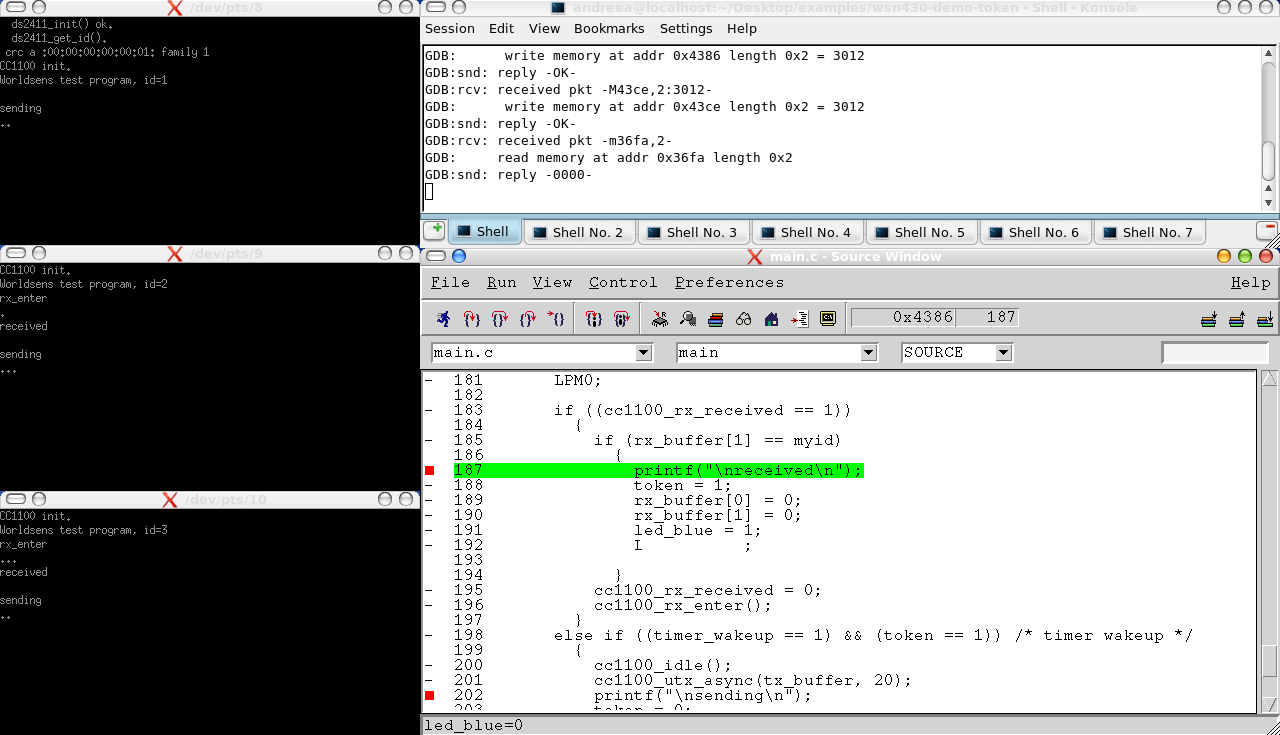 /dev/pts/8
ds2411_init() ok.
ds2411_get_id().
crc a :00:00:00:00:00:01: family 1
CC1100 init.
Worldsens test program, id=1
sending
..
/dev/pts/9
CC1100 init.
Worldsens test program, id=2
rx_enter
.
received
sending
...
/dev/pts/10
CC1100 init.
Worldsens test program, id=3
rx_enter
...
received
sending
..
andreea@localhost:~/Desktop/examples/wsn430-demo-token - Shell - Konsole
Session Edit View Bookmarks Settings Help
GDB:      write memory at addr 0x4386 length 0x2 = 3012
GDB:snd: reply -OK-
GDB:rcv: received pkt -M43ce,2:3012-
GDB:      write memory at addr 0x43ce length 0x2 = 3012
GDB:snd: reply -OK-
GDB:rcv: received pkt -m36fa,2-
GDB:     read memory at addr 0x36fa length 0x2
GDB:snd: reply -0000-
Shell Shell No. 2 Shell No. 3 Shell No. 4 Shell No. 5 Shell No. 6 Shell No. 7
main.c - Source Window
File Run View Control Preferences Help
0x4386 187
main.c main SOURCE
- 181 LPM0;
182
- 183 if ((cc1100_rx_received == 1))
184 {
- 185 if (rx_buffer[1] == myid)
186 {
187 printf("\nreceived\n");
- 188 token = 1;
- 189 rx_buffer[0] = 0;
- 190 rx_buffer[1] = 0;
- 191 led_blue = 1;
- 192 ;
193
194 }
- 195 cc1100_rx_received = 0;
- 196 cc1100_rx_enter();
197 }
- 198 else if ((timer_wakeup == 1) && (token == 1)) /* timer wakeup */
199 {
- 200 cc1100_idle();
- 201 cc1100_utx_async(tx_buffer, 20);
202 printf("\nsending\n");
203 token = 0;
led_blue=0